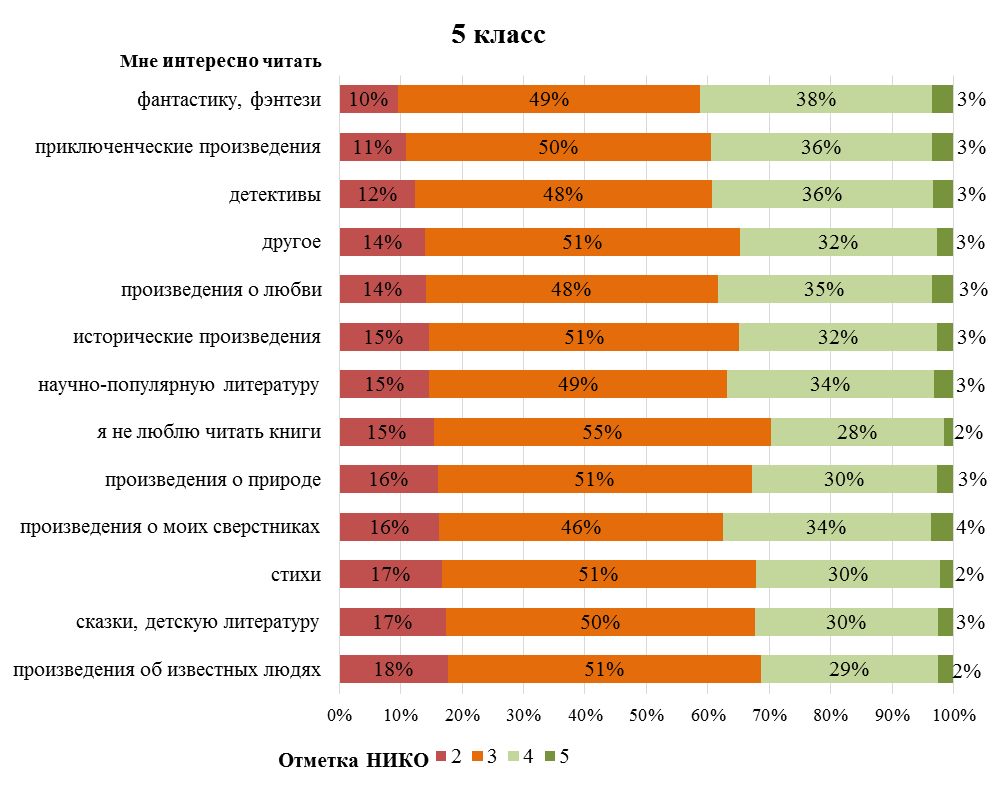 5 класс
Мне интересно читать
фантастику, фэнтези 10% 49% 38% 3%
приключенческие произведения 11% 50% 36% 3%
детективы 12% 48% 36% 3%
другое 14% 51% 32% 3%
произведения о любви 14% 48% 35% 3%
исторические произведения 15% 51% 32% 3%
научно-популярную литературу 15% 49% 34% 3%
я не люблю читать книги 15% 55% 28% 2%
произведения о природе 16% 51% 30% 3%
произведения о моих сверстниках 16% 46% 34% 4%
стихи 17% 51% 30% 2%
сказки, детскую литературу 17% 50% 30% 3%
произведения об известных людях 18% 51% 29% 2%
0% 10% 20% 30% 40% 50% 60% 70% 80% 90% 100%
Отметка НИКО 2 3 4 5